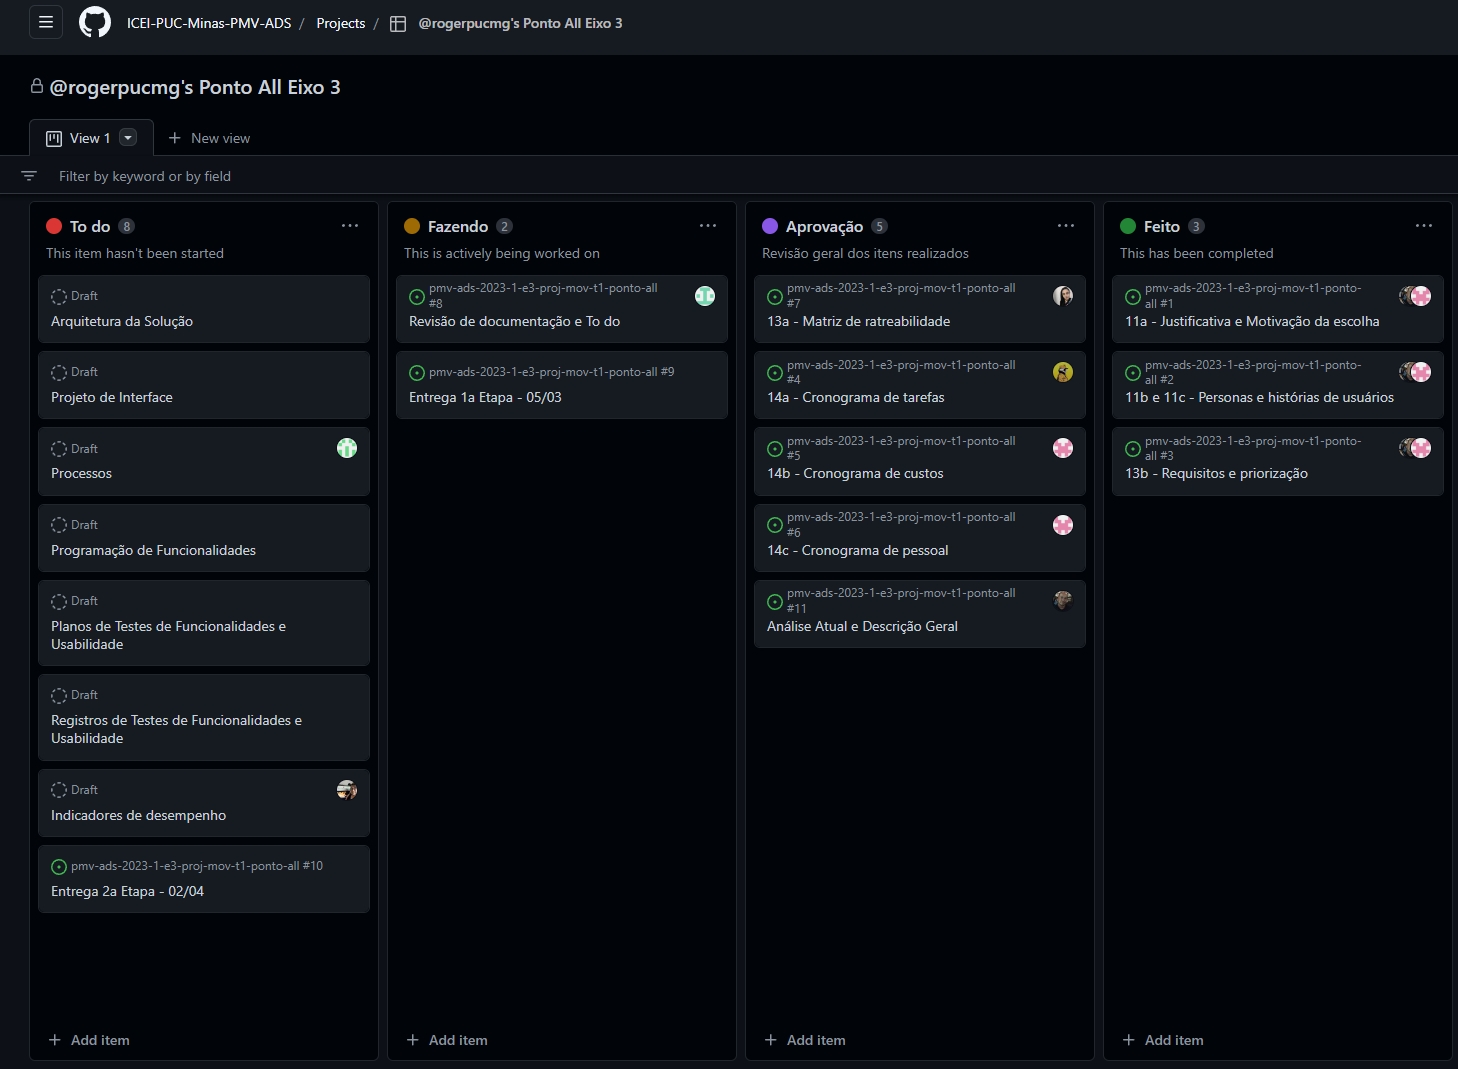 ICEI-PUC-Minas-PMV-ADS / Projects / @rogerpucmg's Ponto All Eixo 3
@rogerpucmg's Ponto All Eixo 3
View 1
New view
Filter by keyword or by field
To do 8
This item hasn't been started
Draft
Arquitetura da Solução
Draft
Projeto de Interface
Draft
Processos
Draft
Programação de Funcionalidades
Draft
Planos de Testes de Funcionalidades e
Usabilidade
Draft
Registros de Testes de Funcionalidades e
Usabilidade
Draft
Indicadores de desempenho
pmv-ads-2023-1-e3-proj-mov-t1-ponto-all #10
Entrega 2a Etapa - 02/04
Add item
Fazendo 2
This is actively being worked on
pmv-ads-2023-1-e3-proj-mov-t1-ponto-all
#8
Revisão de documentação e To do
pmv-ads-2023-1-e3-proj-mov-t1-ponto-all #9
Entrega 1a Etapa - 05/03
Add item
Aprovação 5
Revisão geral dos itens realizados
pmv-ads-2023-1-e3-proj-mov-t1-ponto-all
#7
13a - Matriz de ratreabilidade
pmv-ads-2023-1-e3-proj-mov-t1-ponto-all
#4
14a - Cronograma de tarefas
pmv-ads-2023-1-e3-proj-mov-t1-ponto-all
#5
14b - Cronograma de custos
pmv-ads-2023-1-e3-proj-mov-t1-ponto-all
#6
14c - Cronograma de pessoal
pmv-ads-2023-1-e3-proj-mov-t1-ponto-all
#11
Análise Atual e Descrição Geral
Add item
Feito 3
This has been completed
pmv-ads-2023-1-e3-proj-mov-t1-ponto-
all #1
11a - Justificativa e Motivação da escolha
pmv-ads-2023-1-e3-proj-mov-t1-ponto-
all #2
11b e 11c - Personas e histórias de usuários
pmv-ads-2023-1-e3-proj-mov-t1-ponto-
all #3
13b - Requisitos e priorização
Add item